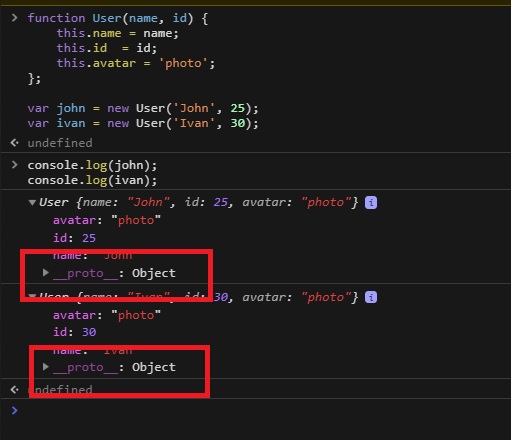 function User(name, id) {
this.name = name;
this.id  = id;
this.avatar = 'photo';
};
var john = new User('John', 25);
var ivan = new User('Ivan', 30);
undefined
console.log(john);
console.log(ivan);
User {name: "John", id: 25, avatar: "photo"} i
avatar: "photo"
id: 25
name: "John"
__proto__: Object
User {name: "Ivan", id: 30, avatar: "photo"} i
avatar: "photo"
id: 30
name: "Ivan"
__proto__: Object
undefined